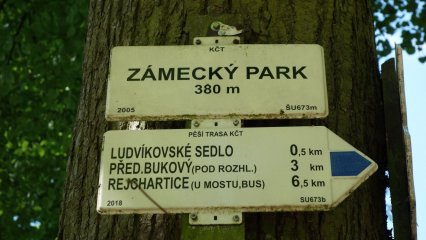 KČT
ZÁMECKÝ PARK
380 m
2005 ŠU673m
PĚŠÍ TRASA KČT
LUDVÍKOVSKÉ SEDLO 0,5 km
PŘED.BUKOVÝ (POD ROZHL.) 3 km
REJCHARTICE (U MOSTU,BUS) 6,5 km
2018 SU673b